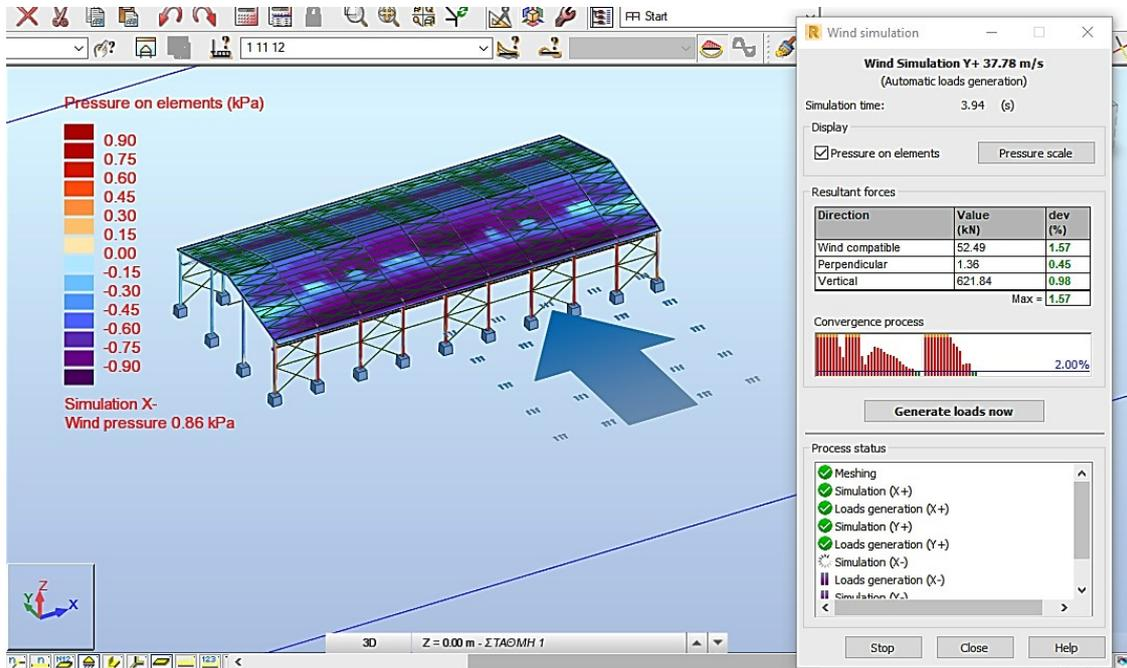 Start
1 11 12
Pressure on elements (kPa)
0.90
0.75
0.60
0.45
0.30
0.15
0.00
-0.15
-0.30
-0.45
-0.60
-0.75
-0.90
Simulation X-
Wind pressure 0.86 kPa
Z
Y
X
3D
Z = 0.00 m - ΣΤΑΘΜΗ 1
Wind simulation
Wind Simulation Y+ 37.78 m/s
(Automatic loads generation)
Simulation time: 3.94 (s)
Display
Pressure on elements
Pressure scale
Resultant forces
Direction Value (kN) dev (%)
Wind compatible 52.49 1.57
Perpendicular 1.36 0.45
Vertical 621.84 0.98
Max = 1.57
Convergence process
2.00%
Generate loads now
Process status
Meshing
Simulation (X+)
Loads generation (X+)
Simulation (Y+)
Loads generation (Y+)
Simulation (X-)
Loads generation (X-)
Simulation (Y-)
Stop Close Help